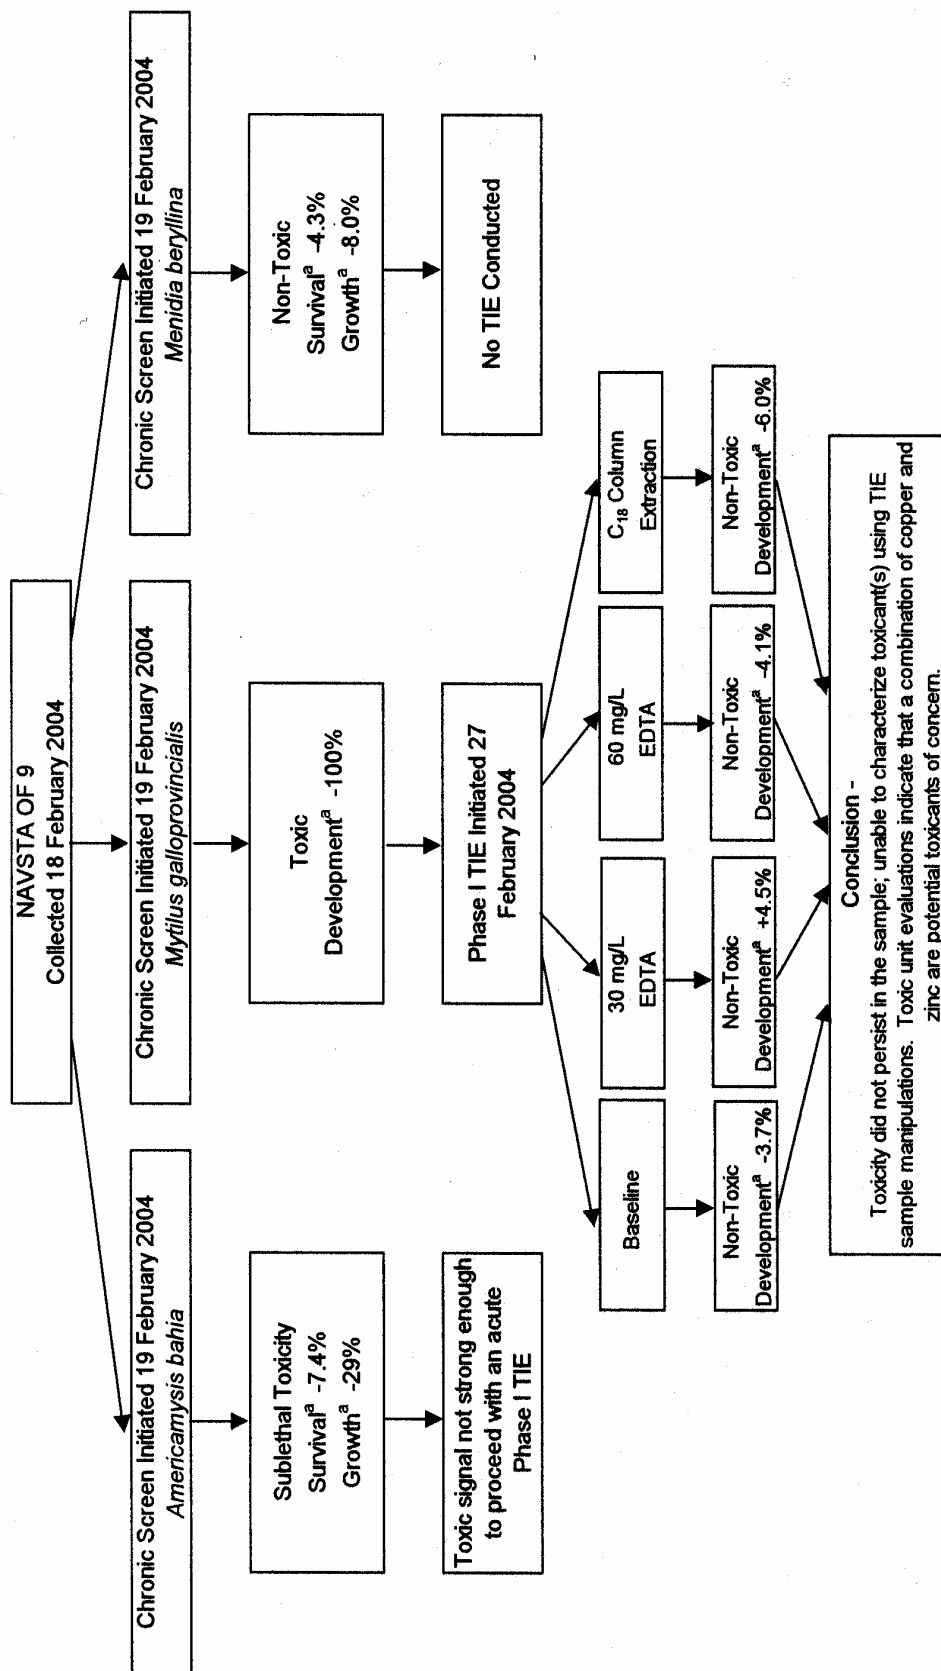 NAVSTA OF 9
Collected 18 February 2004
Chronic Screen Initiated 19 February 2004
Americamysis bahia
Chronic Screen Initiated 19 February 2004
Mytilus galloprovincialis
Chronic Screen Initiated 19 February 2004
Menidia beryllina
Sublethal Toxicity
Survivalᵃ -7.4%
Growthᵃ -29%
Toxic
Developmentᵃ -100%
Non-Toxic
Survivalᵃ -4.3%
Growthᵃ -8.0%
Toxic signal not strong enough
to proceed with an acute
Phase I TIE
Phase I TIE Initiated 27
February 2004
No TIE Conducted
Baseline
30 mg/L
EDTA
60 mg/L
EDTA
C₁₈ Column
Extraction
Non-Toxic
Developmentᵃ -3.7%
Non-Toxic
Developmentᵃ +4.5%
Non-Toxic
Developmentᵃ -4.1%
Non-Toxic
Developmentᵃ -6.0%
Conclusion -
Toxicity did not persist in the sample; unable to characterize toxicant(s) using TIE
sample manipulations. Toxic unit evaluations indicate that a combination of copper and
zinc are potential toxicants of concern.